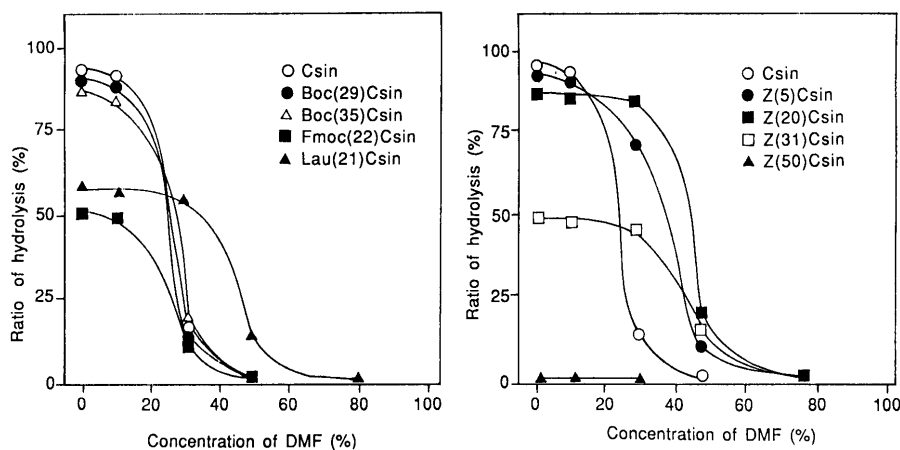 Ratio of hydrolysis (%)
100
75
50
25
0
Csin
Boc(29)Csin
Boc(35)Csin
Fmoc(22)Csin
Lau(21)Csin
0 20 40 60 80 100
Concentration of DMF (%)
Ratio of hydrolysis (%)
100
75
50
25
0
Csin
Z(5)Csin
Z(20)Csin
Z(31)Csin
Z(50)Csin
0 20 40 60 80 100
Concentration of DMF (%)